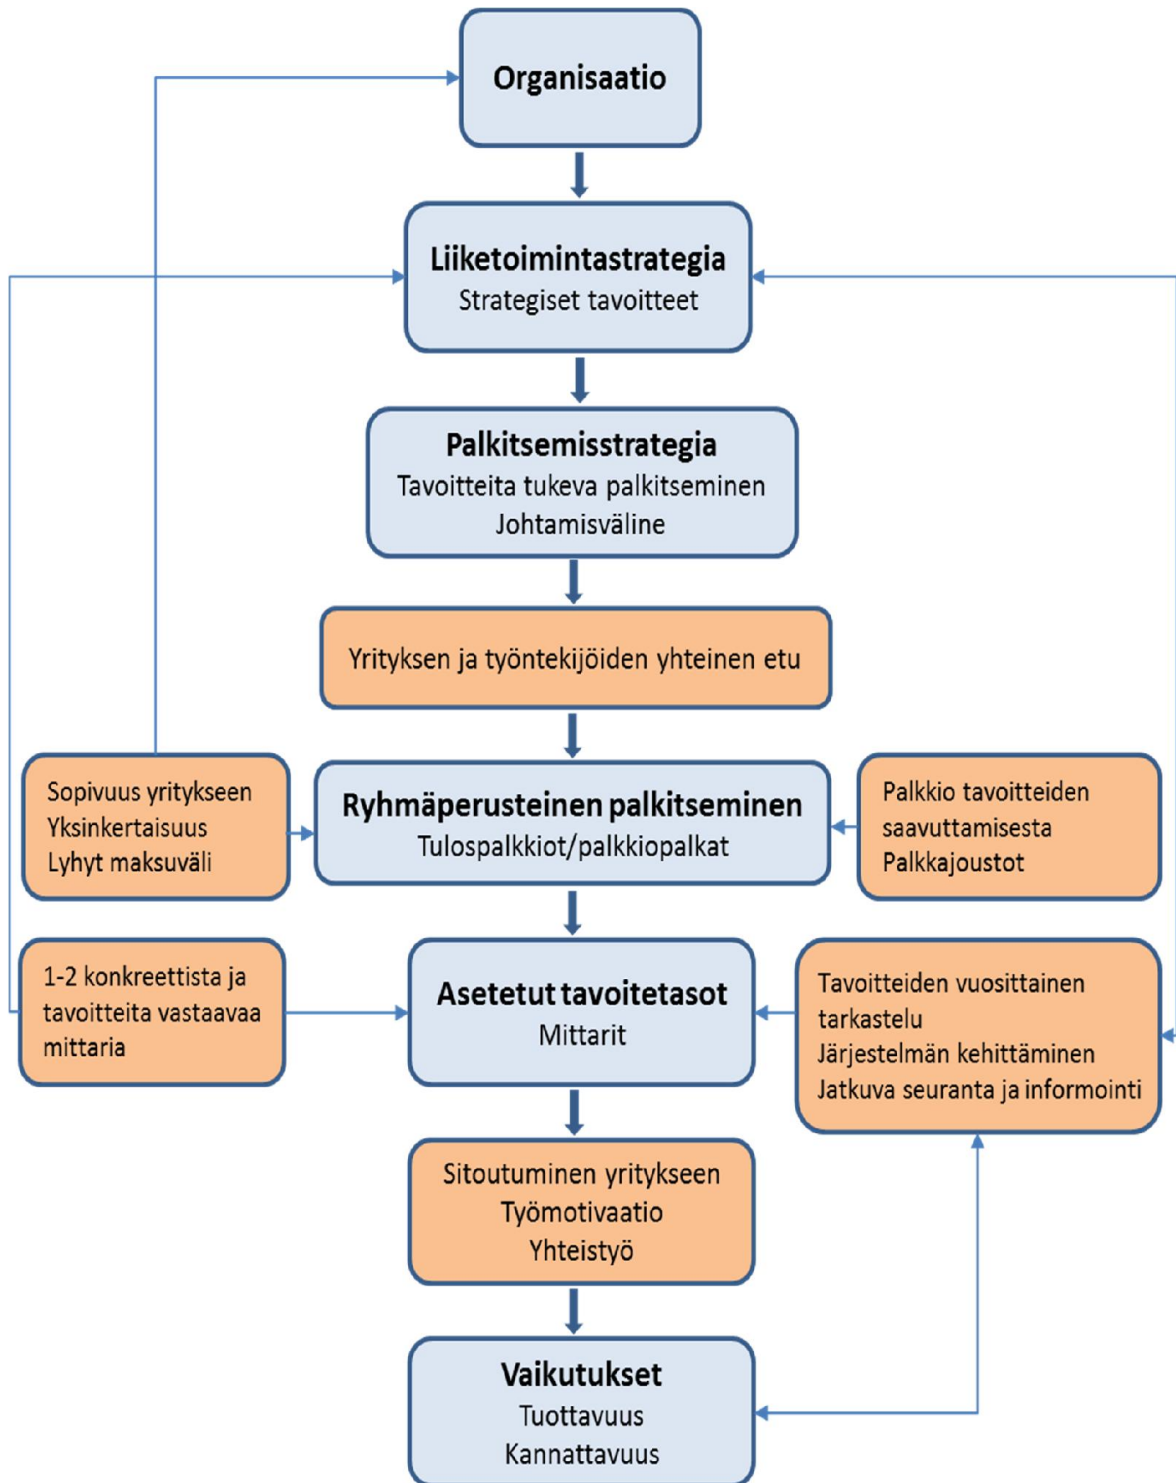 Organisaatio
Liiketoimintastrategia
Strategiset tavoitteet
Palkitsemisstrategia
Tavoitteita tukeva palkitseminen
Johtamisväline
Yrityksen ja työntekijöiden yhteinen etu
Sopivuus yritykseen
Yksinkertaisuus
Lyhyt maksuväli
Ryhmäperusteinen palkitseminen
Tulospalkkiot/palkkiopalkat
Palkkio tavoitteiden
saavuttamisesta
Palkkajoustot
1-2 konkreettista ja
tavoitteita vastaavaa
mittaria
Asetetut tavoitetasot
Mittarit
Tavoitteiden vuosittainen
tarkastelu
Järjestelmän kehittäminen
Jatkuva seuranta ja informointi
Sitoutuminen yritykseen
Työmotivaatio
Yhteistyö
Vaikutukset
Tuottavuus
Kannattavuus